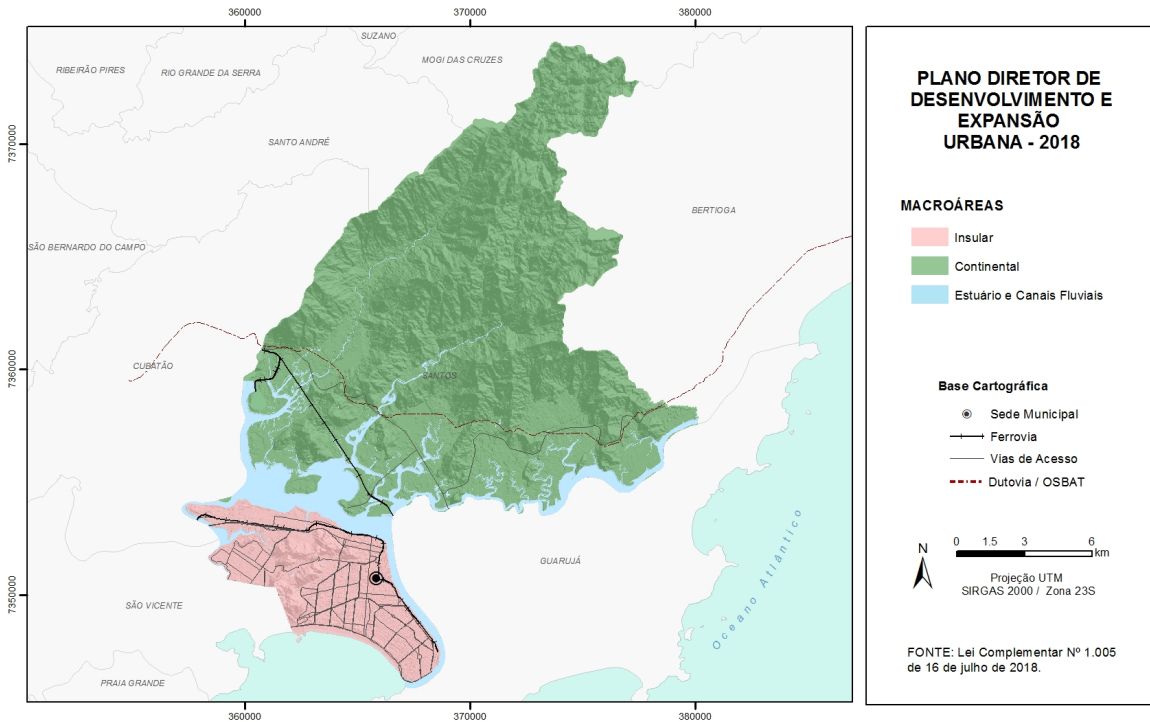 360000
370000
380000
SUZANO
RIBEIRÃO PIRES
RIO GRANDE DA SERRA
MOGI DAS CRUZES
SANTO ANDRÉ
7370000
BERTIOGA
SÃO BERNARDO DO CAMPO
CUBATÃO
7360000
SANTOS
GUARUJÁ
Oceano Atlântico
7350000
SÃO VICENTE
PRAIA GRANDE
360000
370000
380000
PLANO DIRETOR DE
DESENVOLVIMENTO E
EXPANSÃO
URBANA - 2018
MACROÁREAS
Insular
Continental
Estuário e Canais Fluviais
Base Cartográfica
Sede Municipal
Ferrovia
Vias de Acesso
Dutovia / OSBAT
N
0 1.5 3 6
km
Projeção UTM
SIRGAS 2000 / Zona 23S
FONTE: Lei Complementar Nº 1.005
de 16 de julho de 2018.